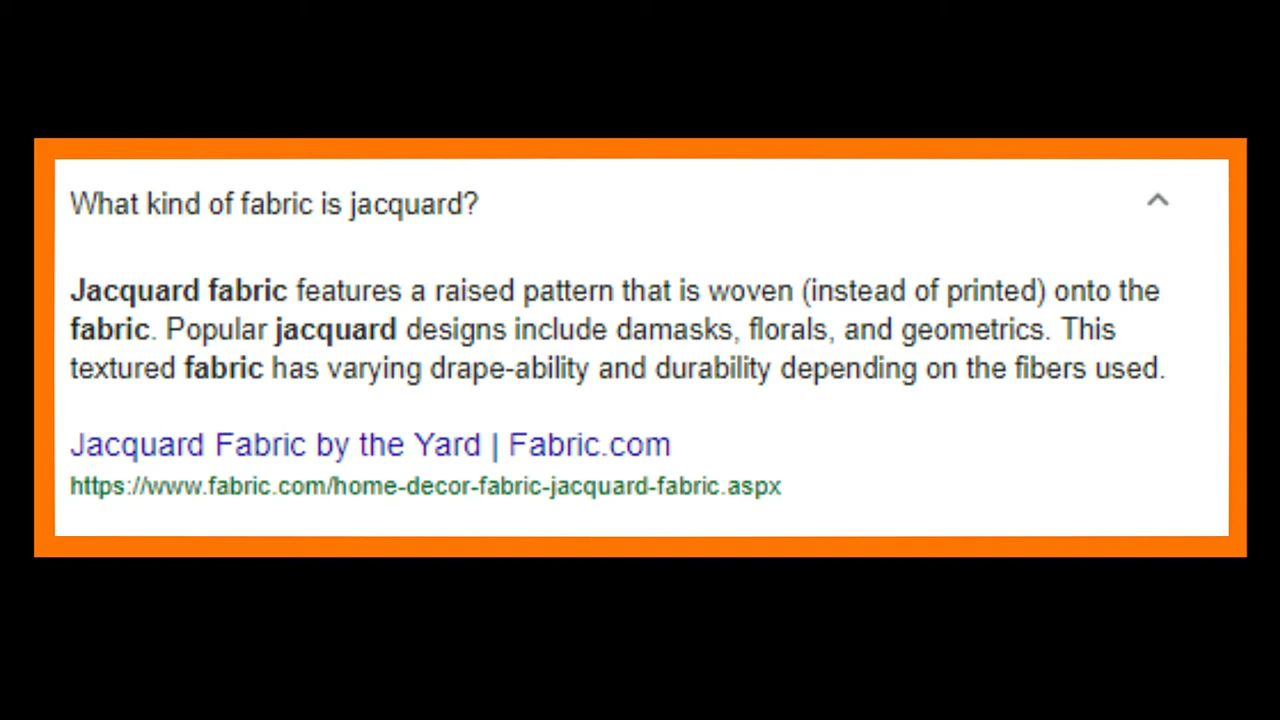 What kind of fabric is jacquard?
Jacquard fabric features a raised pattern that is woven (instead of printed) onto the
fabric. Popular jacquard designs include damasks, florals, and geometrics. This
textured fabric has varying drape-ability and durability depending on the fibers used.
Jacquard Fabric by the Yard | Fabric.com
https://www.fabric.com/home-decor-fabric-jacquard-fabric.aspx